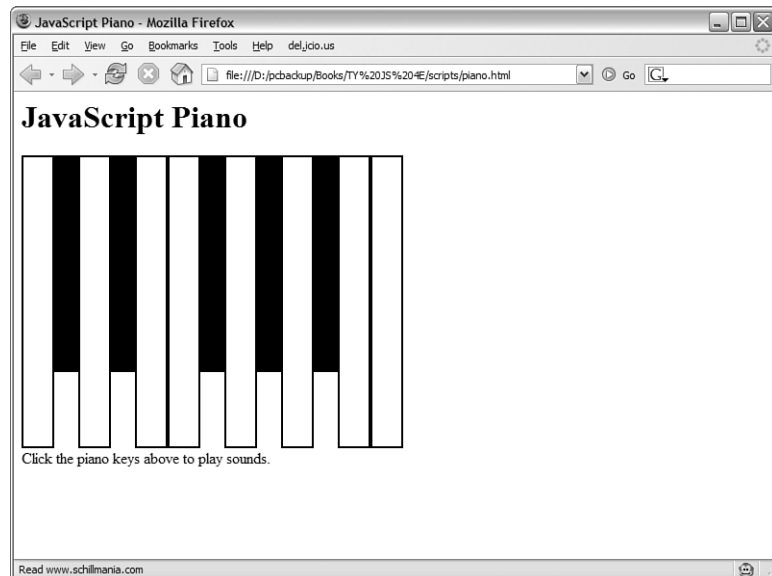 JavaScript Piano - Mozilla Firefox
File Edit View Go Bookmarks Tools Help del.icio.us
file:///D:/pcbackup/Books/TY%20JS%204E/scripts/piano.html Go G
JavaScript Piano
Click the piano keys above to play sounds.
Read www.schillmania.com